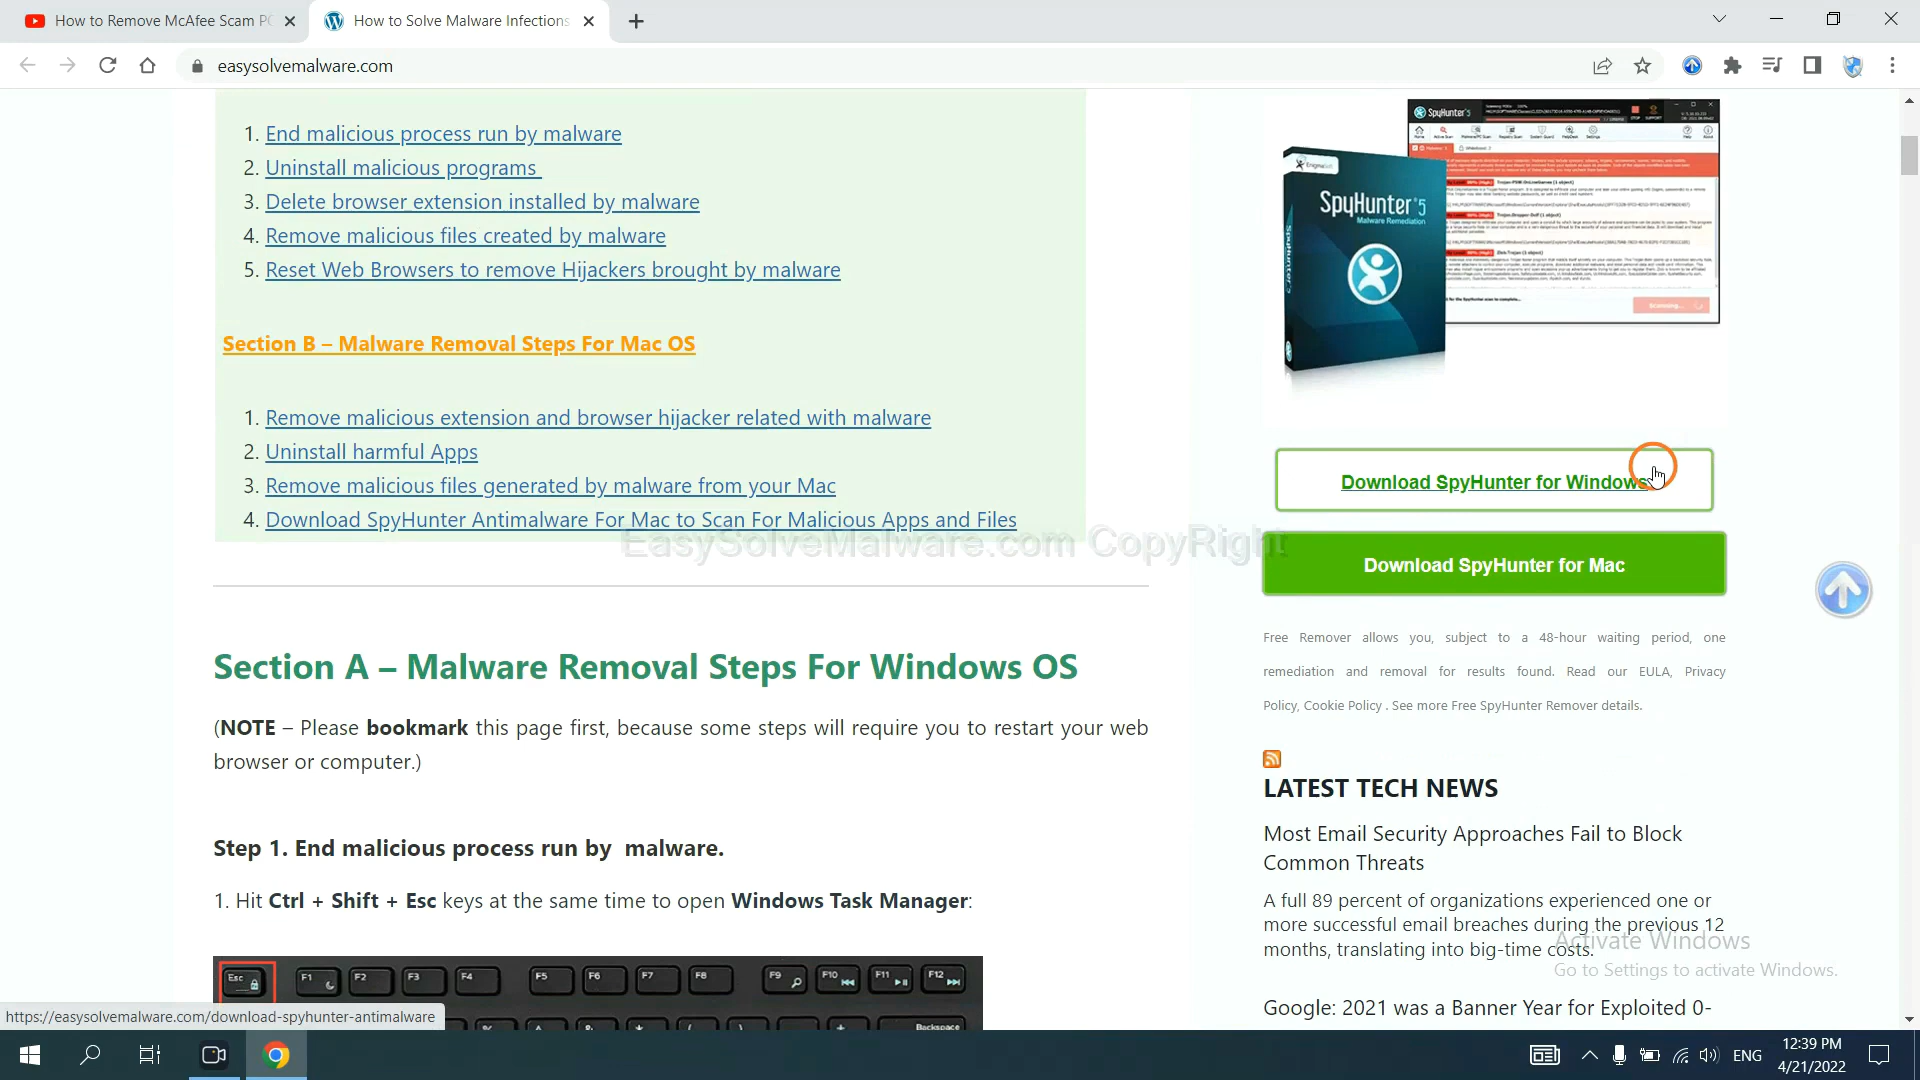 How to Remove McAfee Scam PC
How to Solve Malware Infections
easysolvemalware.com
1. End malicious process run by malware
2. Uninstall malicious programs
3. Delete browser extension installed by malware
4. Remove malicious files created by malware
5. Reset Web Browsers to remove Hijackers brought by malware
Section B – Malware Removal Steps For Mac OS
1. Remove malicious extension and browser hijacker related with malware
2. Uninstall harmful Apps
3. Remove malicious files generated by malware from your Mac
4. Download SpyHunter Antimalware For Mac to Scan For Malicious Apps and Files
EasySolveMalware.com CopyRight
Section A – Malware Removal Steps For Windows OS
(NOTE – Please bookmark this page first, because some steps will require you to restart your web
browser or computer.)
Step 1. End malicious process run by malware.
1. Hit Ctrl + Shift + Esc keys at the same time to open Windows Task Manager:
Esc F1 F2 F3 F4 F5 F6 F7 F8 F9 F10 F11 F12
Backspace
https://easysolvemalware.com/download-spyhunter-antimalware
SpyHunter 5
EnigmaSoft
SpyHunter 5
Malware Remediation
SpyHunter 5
Scanning...
Download SpyHunter for Windows
Download SpyHunter for Mac
Free Remover allows you, subject to a 48-hour waiting period, one
remediation and removal for results found. Read our EULA, Privacy
Policy, Cookie Policy . See more Free SpyHunter Remover details.
LATEST TECH NEWS
Most Email Security Approaches Fail to Block
Common Threats
A full 89 percent of organizations experienced one or
more successful email breaches during the previous 12
months, translating into big-time costs.
Activate Windows
Go to Settings to activate Windows.
Google: 2021 was a Banner Year for Exploited 0-
ENG
12:39 PM
4/21/2022